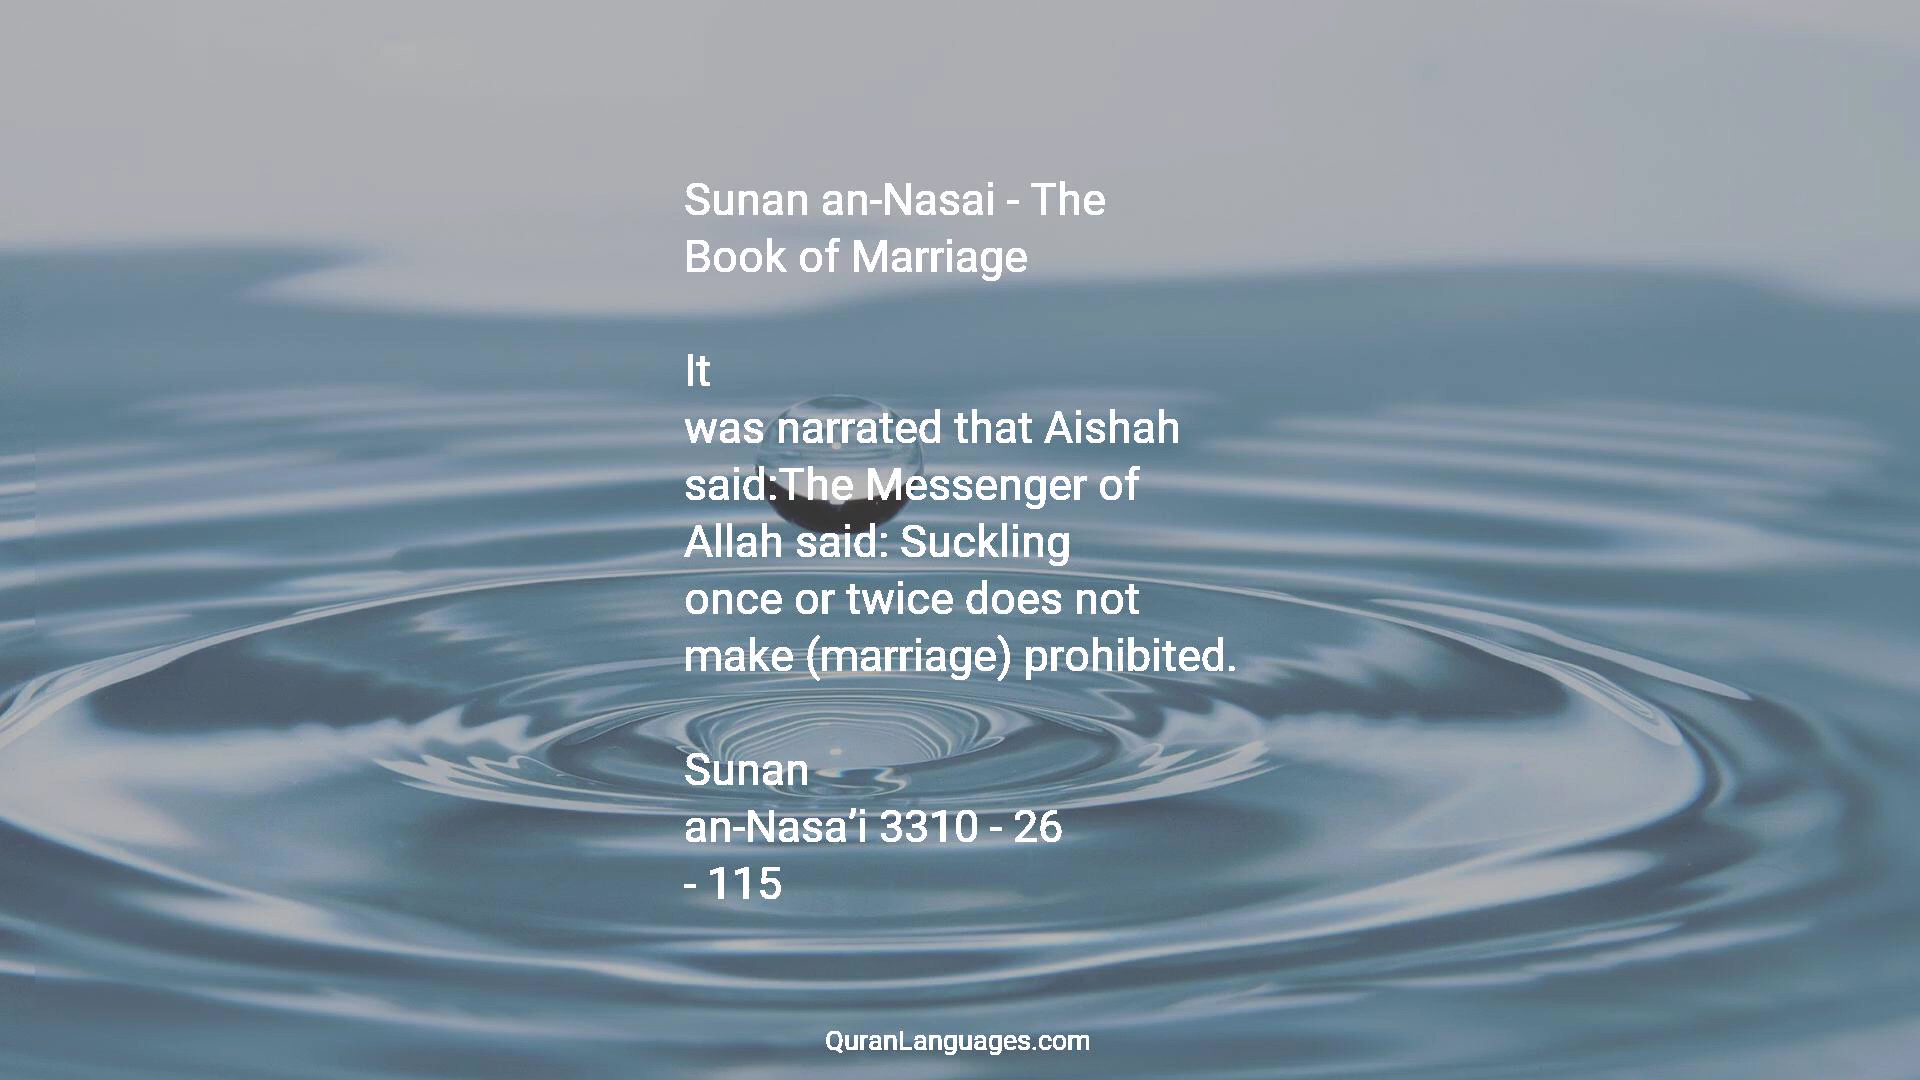 Sunan an-Nasai - The
Book of Marriage
It
was narrated that Aishah
said:The Messenger of
Allah said: Suckling
once or twice does not
make (marriage) prohibited.
Sunan
an-Nasa’i 3310 - 26
- 115
QuranLanguages.com